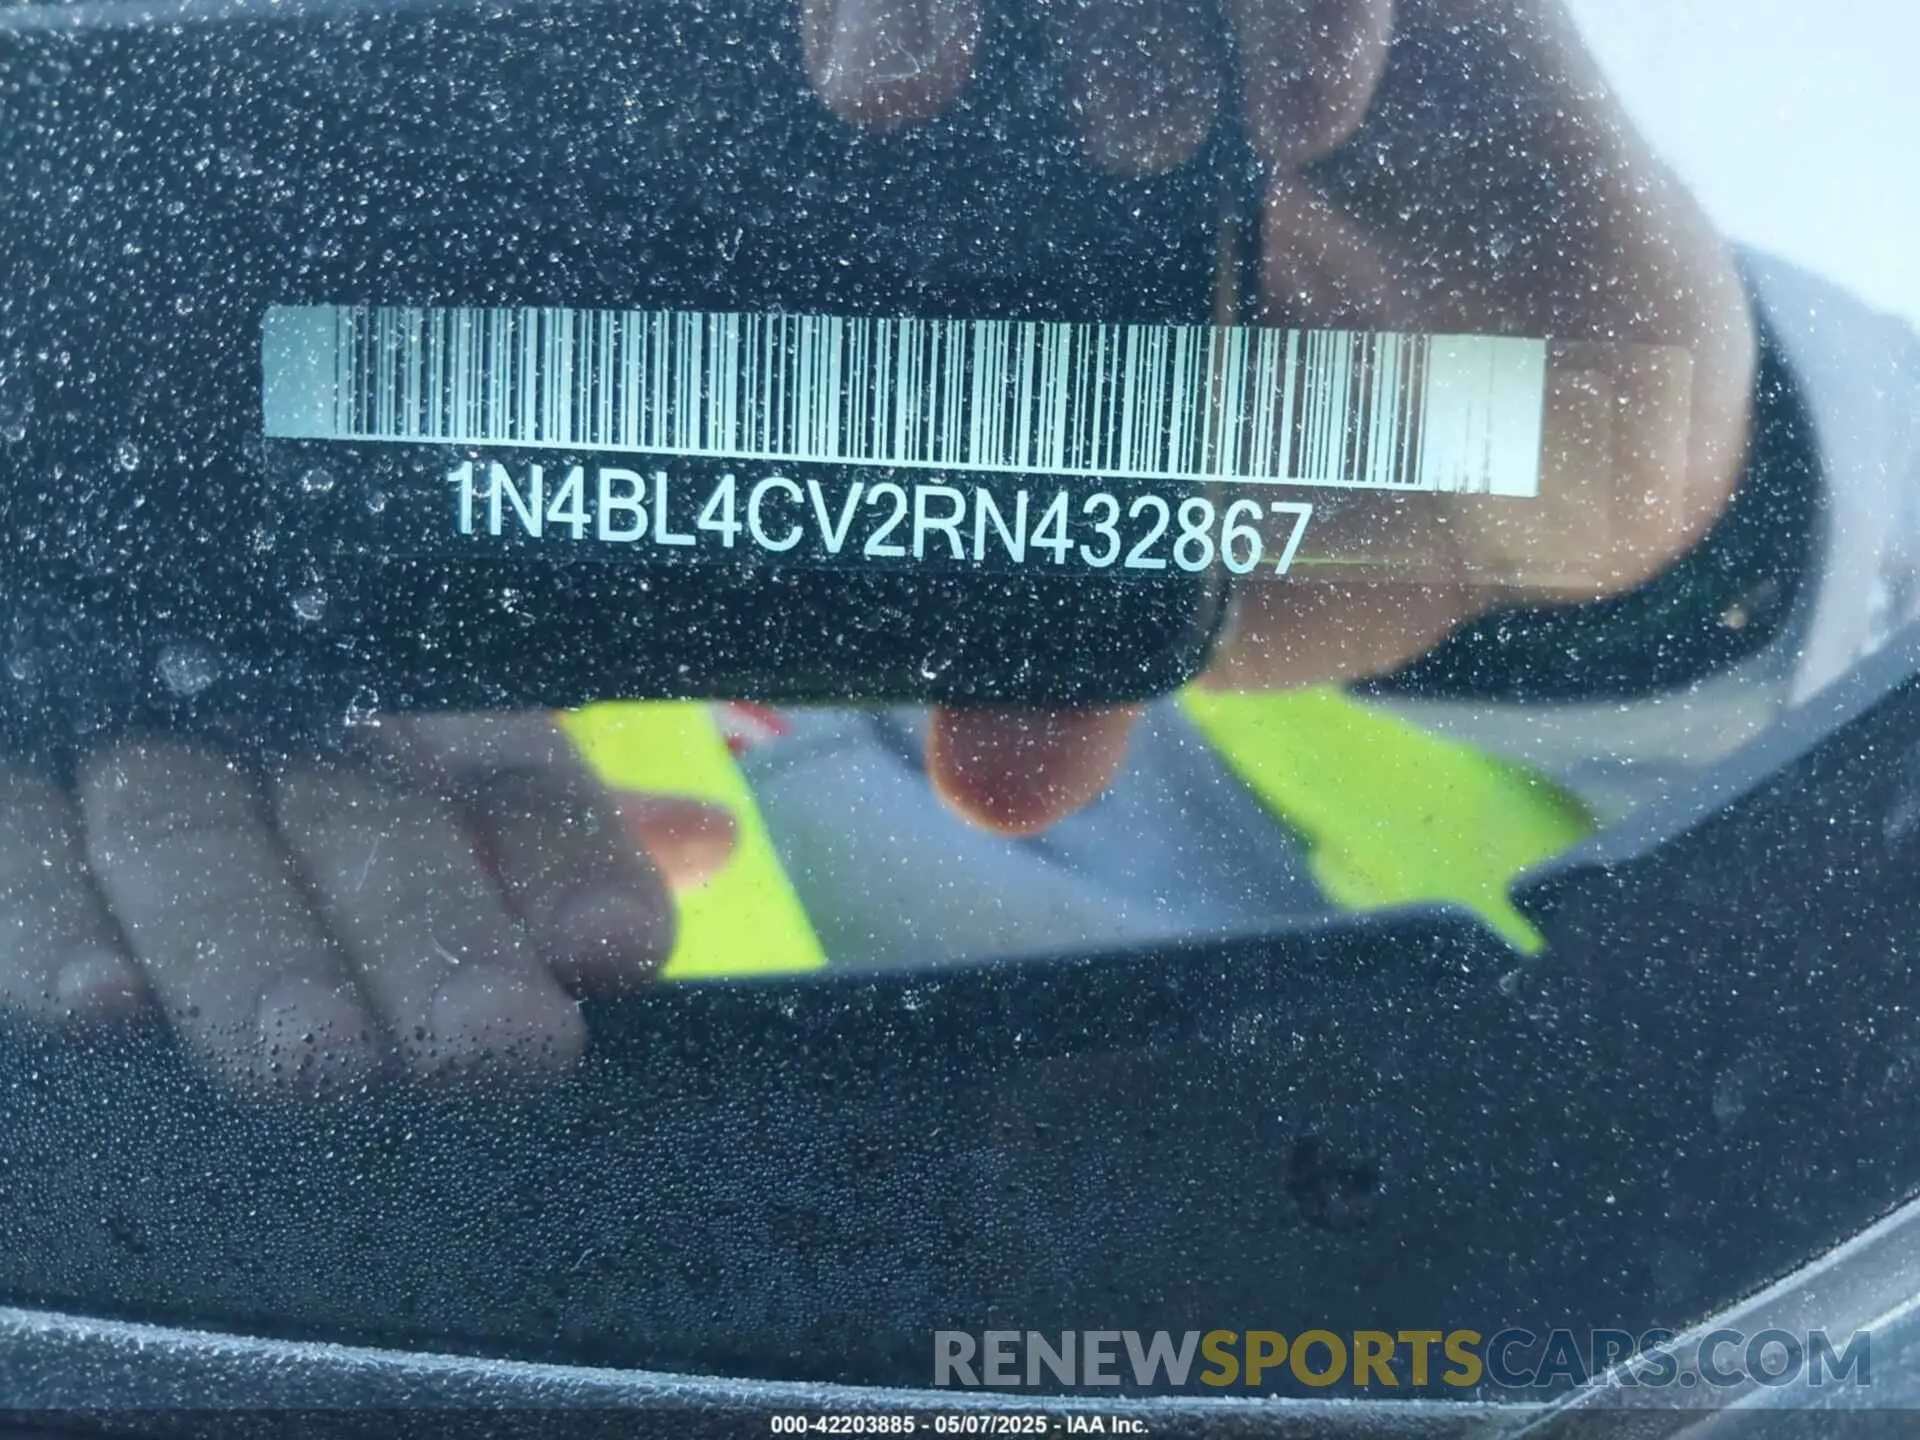 1N4BL4CV2RN432867
RENEWSPORTSCARS.COM
000-42203885 - 05/07/2025 - IAA Inc.